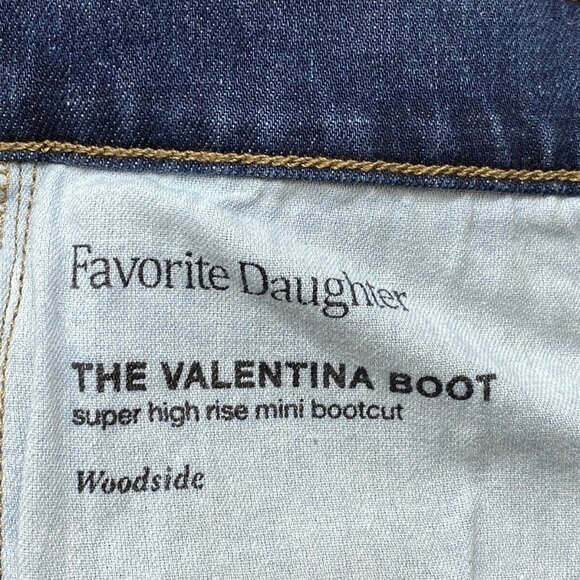 Favorite Daughter
THE VALENTINA BOOT
super high rise mini bootcut
Woodside